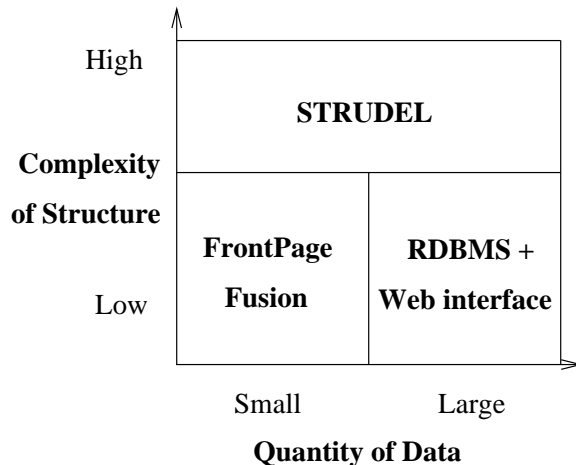 High
STRUDEL
Complexity
of Structure
FrontPage
Fusion
RDBMS +
Web interface
Low
Small
Large
Quantity of Data